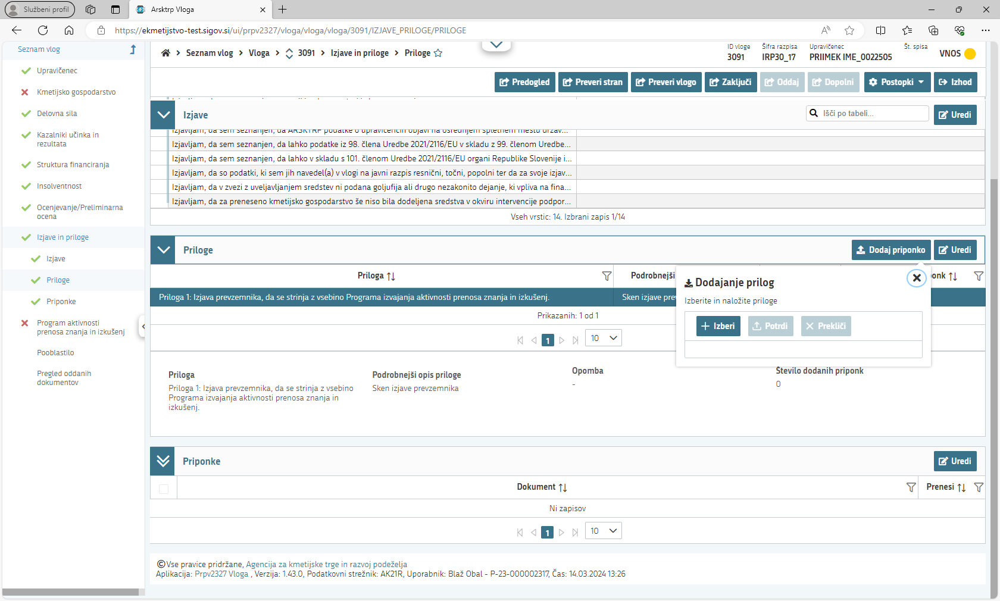 Službeni profil
Arsktrp Vloga
https://ekmetijstvo-test.sigov.si/ui/prpv2327/vloga/vloga/vloga/3091/IZJAVE_PRILOGE/PRILOGE
Seznam vlog
Upravičenec
Kmetijsko gospodarstvo
Delovna sila
Kazalniki učinka in
rezultata
Struktura financiranja
Insolventnost
Ocenjevanje/Preliminarna
ocena
Izjave in priloge
Izjave
Priloge
Priponke
Program aktivnosti
prenosa znanja in izkušenj
Pooblastilo
Pregled oddanih
dokumentov
Seznam vlog Vloga 3091 Izjave in priloge Priloge
ID vloge Šifra razpisa Upravičenec Št. spisa
3091 IRP30_17 PRIIMEK IME_0022505 VNOS
Predogled Preveri stran Preveri vlogo Zaključi Oddaj Dopolni Postopki Izhod
Izjave Išči po tabeli... Uredi
Izjavljam, da sem seznanjen, da ARSKTRP podatke o upravičencih objavi na osrednjem spletnem mestu držav...
Izjavljam, da sem seznanjen, da lahko podatke iz 98. člena Uredbe 2021/2116/EU v skladu z 99. členom Uredbe...
Izjavljam, da sem seznanjen, da lahko v skladu s 101. členom Uredbe 2021/2116/EU organi Republike Slovenije i...
Izjavljam, da so podatki, ki sem jih navedel(a) v vlogi na javni razpis resnični, točni, popolni ter da za svoje izjav...
Izjavljam, da v zvezi z uveljavljanjem sredstev ni podana goljufija ali drugo nezakonito dejanje, ki vpliva na fina...
Izjavljam, da za preneseno kmetijsko gospodarstvo še niso bila dodeljena sredstva v okviru intervencije podpor...
Vseh vrstic: 14. Izbrani zapis 1/14
Priloge Dodaj priponko Uredi
Priloga Podrobnejši onk
Priloga 1: Izjava prevzemnika, da se strinja z vsebino Programa izvajanja aktivnosti prenosa znanja in izkušenj. Sken izjave prev
Prikazanih: 1 od 1
1 10
Dodajanje prilog
Izberite in naložite priloge
Izberi Potrdi Prekliči
Priloga Podrobnejši opis priloge Opomba Število dodanih priponk
Priloga 1: Izjava prevzemnika, da se strinja z vsebino Sken izjave prevzemnika - 0
Programa izvajanja aktivnosti prenosa znanja in
izkušenj.
Priponke Uredi
Dokument Prenesi
Ni zapisov
1 10
©Vse pravice pridržane, Agencija za kmetijske trge in razvoj podeželja
Aplikacija: Prpv2327 Vloga , Verzija: 1.43.0, Podatkovni strežnik: AK21R, Uporabnik: Blaž Obal - P-23-000002317, Čas: 14.03.2024 13:26